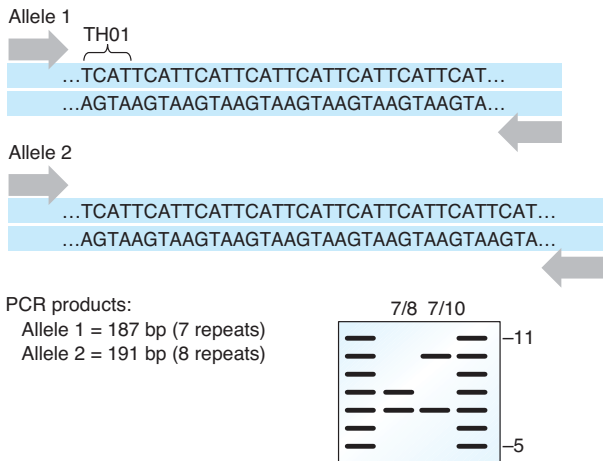 Allele 1
TH01
…TCATTCATTCATTCATTCATTCATTCATTCAT…
…AGTAAGTAAGTAAGTAAGTAAGTAAGTAAGTA…
Allele 2
…TCATTCATTCATTCATTCATTCATTCATTCATTCAT…
…AGTAAGTAAGTAAGTAAGTAAGTAAGTAAGTAAGTA…
PCR products:
Allele 1 = 187 bp (7 repeats)
Allele 2 = 191 bp (8 repeats)
7/8 7/10
–11
–5